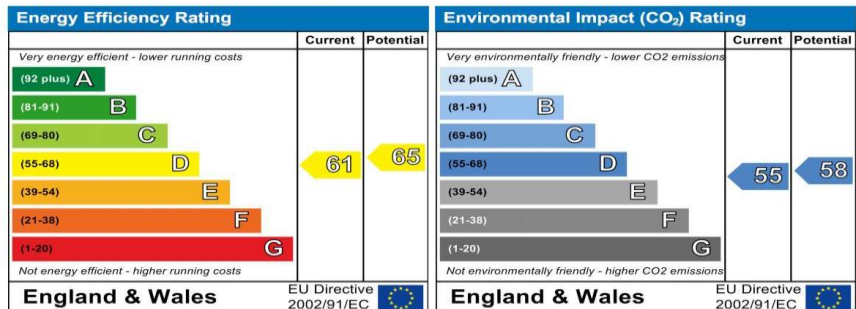 Energy Efficiency Rating
Current Potential
Very energy efficient - lower running costs
(92 plus) A
(81-91) B
(69-80) C
(55-68) D
(39-54) E
(21-38) F
(1-20) G
61
65
Not energy efficient - higher running costs
England & Wales
EU Directive
2002/91/EC
Environmental Impact (CO₂) Rating
Current Potential
Very environmentally friendly - lower CO2 emissions
(92 plus) A
(81-91) B
(69-80) C
(55-68) D
(39-54) E
(21-38) F
(1-20) G
55
58
Not environmentally friendly - higher CO2 emissions
England & Wales
EU Directive
2002/91/EC